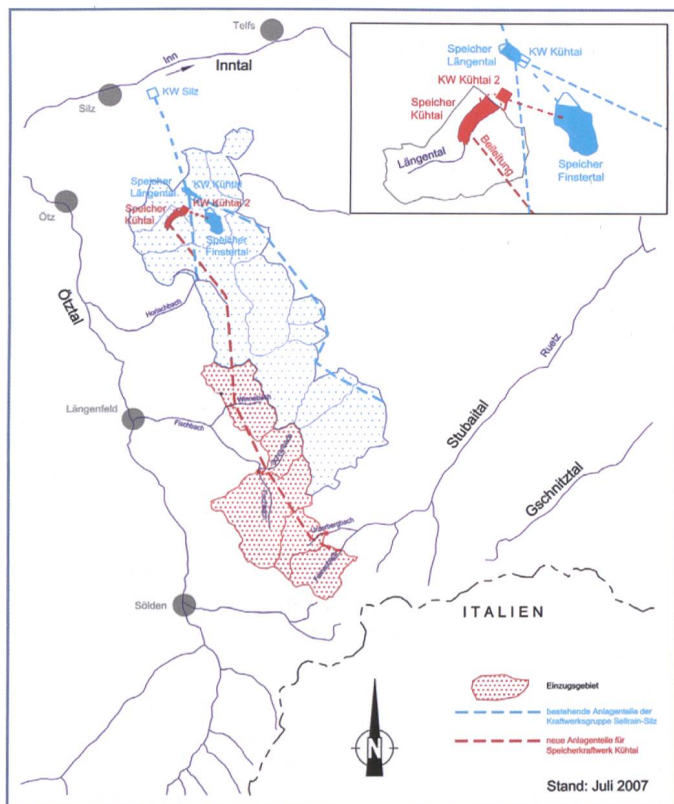 Telfs
Inn
Inntal
KW Silz
Silz
Speicher
Längental
KW Kühtai
KW Kühtai 2
Speicher
Kühtai
Speicher
Finstertal
Ötz
Ötztal
Horlachbach
Längenfeld
Fischbach
Winnebach
Unterbergbach
Sölden
Stubaital
Ruetz
Gschnitztal
ITALIEN
Speicher
Längental
KW Kühtai
KW Kühtai 2
Speicher
Kühtai
Längental
Beileitung
Speicher
Finstertal
N
Einzugsgebiet
bestehende Anlagenteile der
Kraftwerksgruppe Sellrain-Silz
neue Anlagenteile für
Speicherkraftwerk Kühtai
Stand: Juli 2007